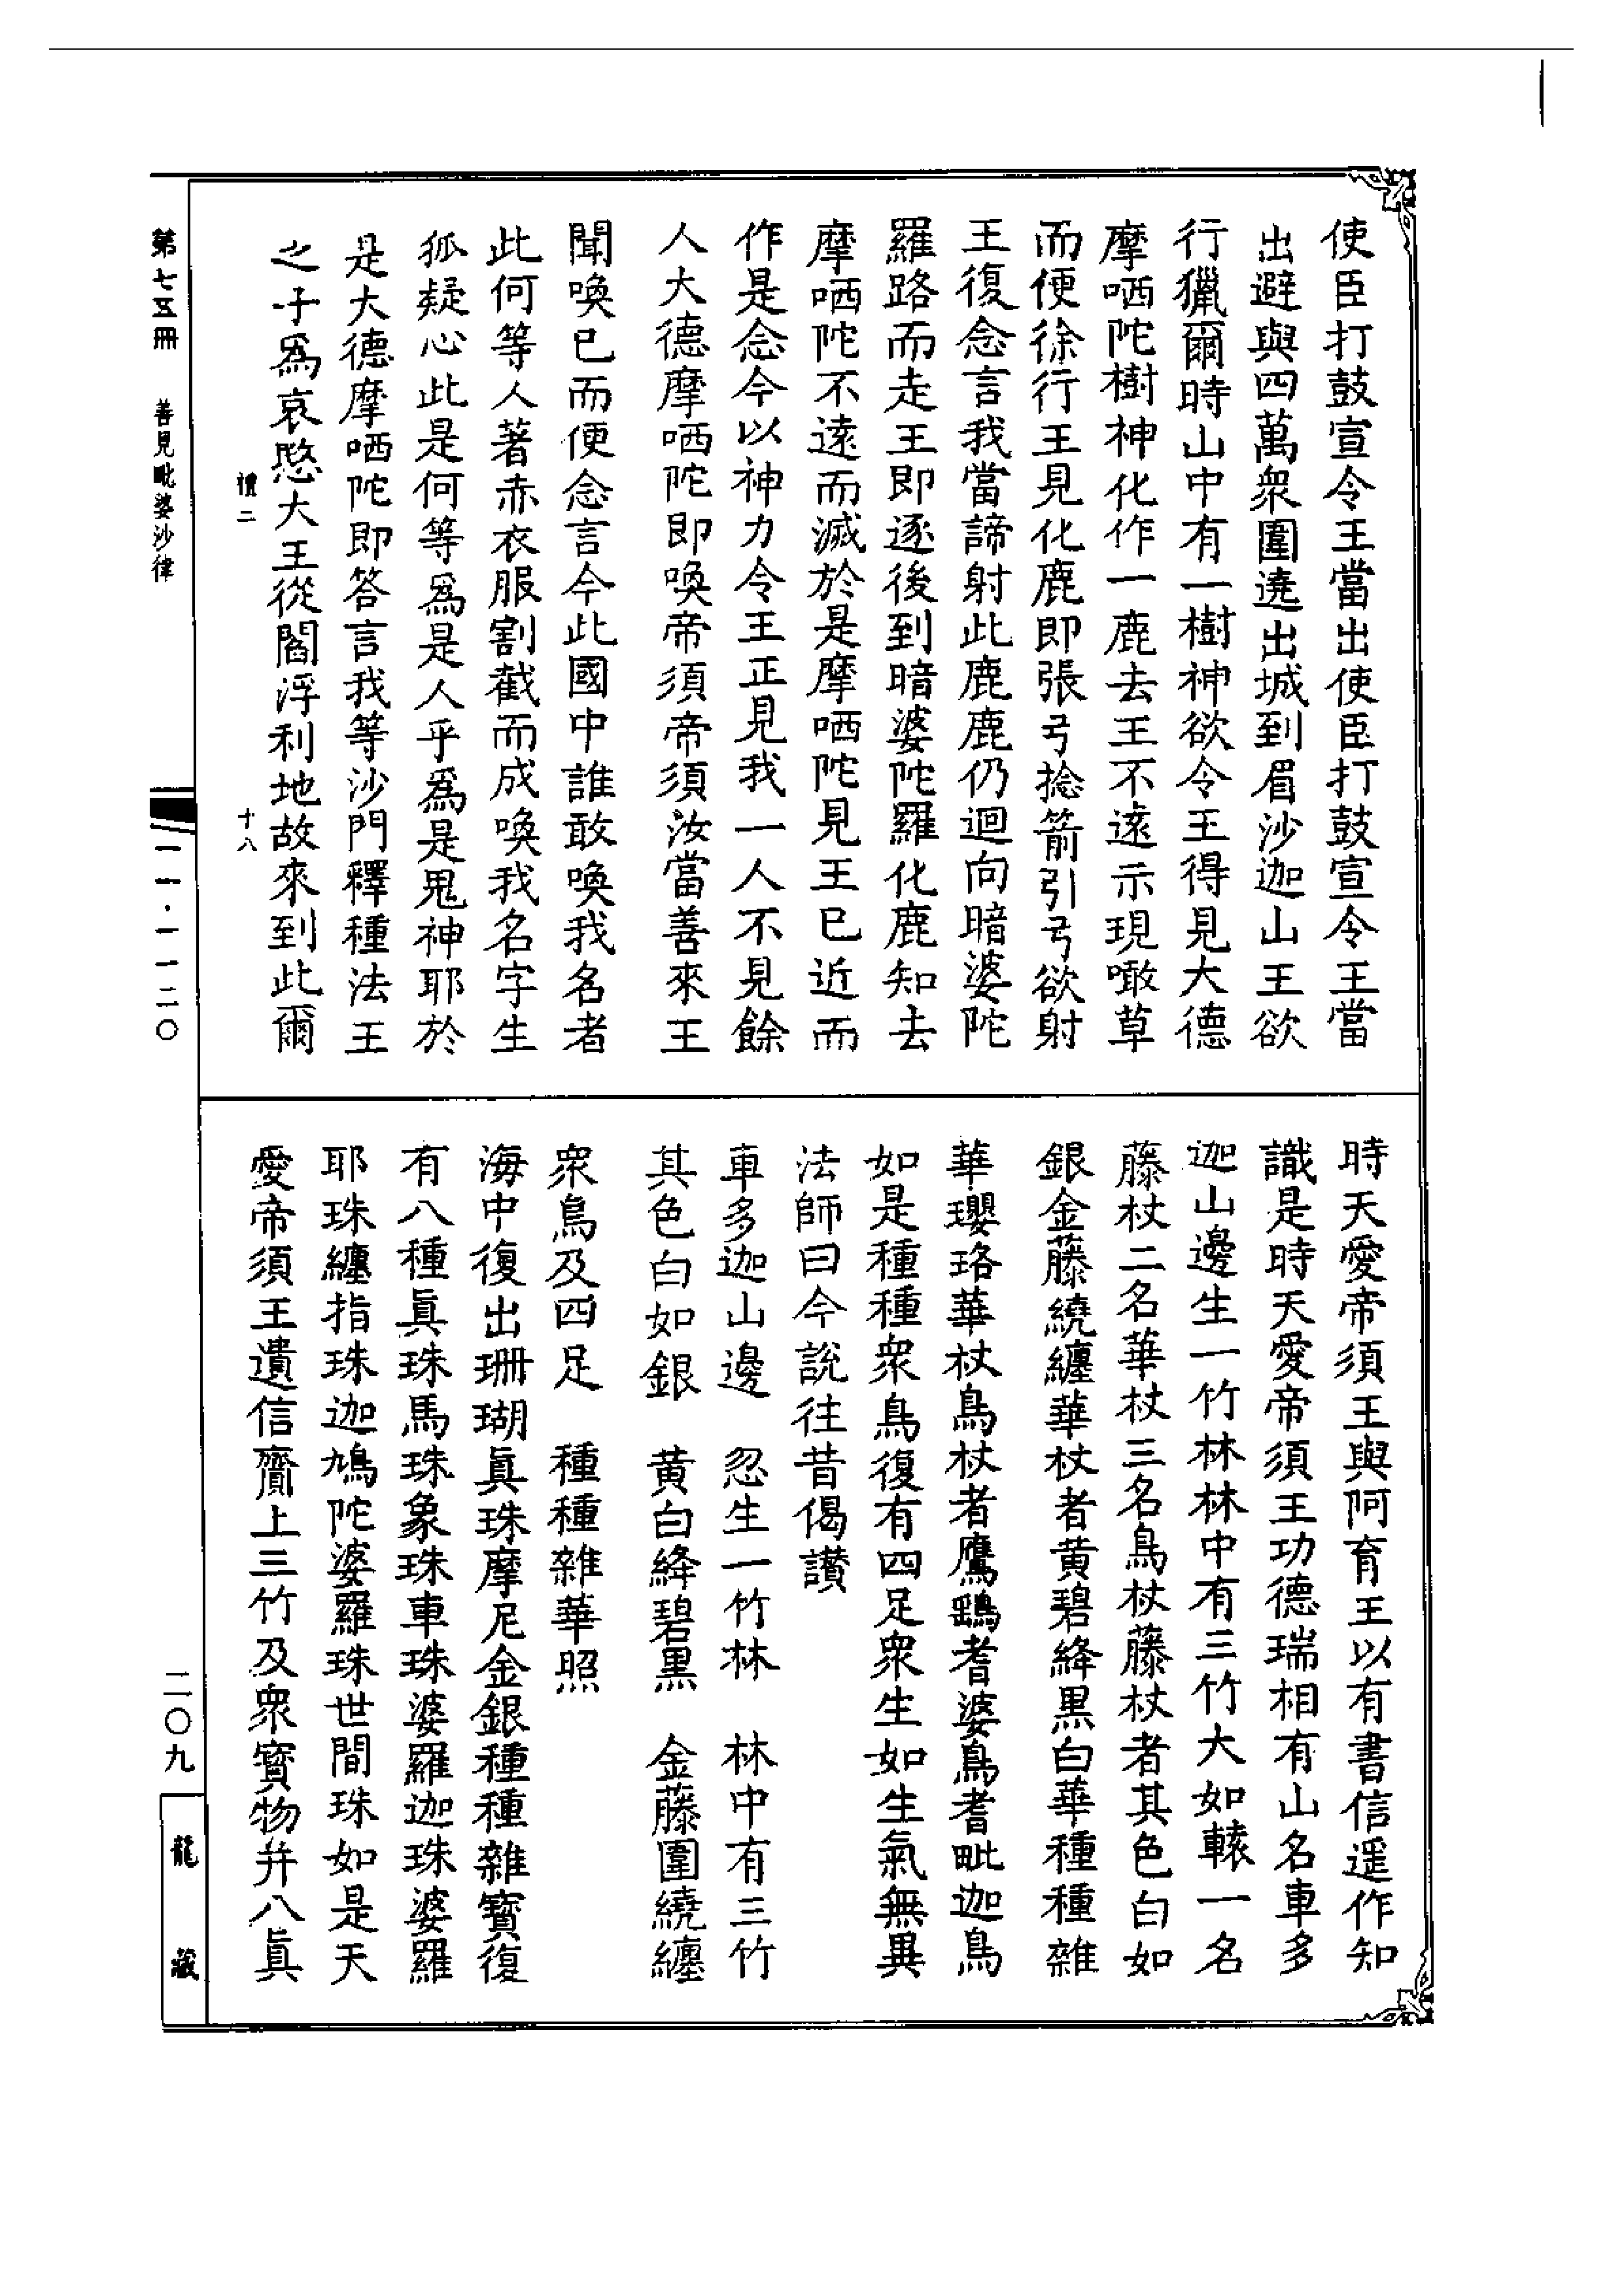 使臣打鼓宣令王當出使臣打鼓宣令王當
出避與四萬衆圍遶出城到眉沙迦山王欲
行獵爾時山中有一樹神欲令王得見大德
摩哂陀樹神化作一鹿去王不遠示現噉草
而便徐行王見化鹿即張弓捻箭引弓欲射
王復念言我當諦射此鹿鹿仍迴向暗婆陀
羅路而走王即逐後到暗婆陀羅化鹿知去
摩哂陀不遠而滅於是摩哂陀見王已近而
作是念今以神力令王正見我一人不見餘
人大德摩哂陀即喚帝須帝須汝當善來王
聞喚已而便念言今此國中誰敢喚我名者
此何等人著赤衣服割截而成喚我名字生
狐疑心此是何等爲是人乎爲是鬼神耶於
是大德摩哂陀即答言我等沙門釋種法王
之子爲哀愍大王從閻浮利地故來到此爾
禮二 十八
時天愛帝須王與阿育王以有書信遥作知
識是時天愛帝須王功德瑞相有山名車多
迦山邊生一竹林林中有三竹大如轅一名
藤杖二名華杖三名鳥杖藤杖者其色白如
銀金藤繞纏華杖者黃碧絳黑白華種種雜
華瓔珞華杖鳥杖者鷹鷂耆婆鳥耆毗迦鳥
如是種種衆鳥復有四足衆生如生氣無異
法師曰今說往昔偈讚
車多迦山邊 忽生一竹林 林中有三竹
其色白如銀 黃白絳碧黑 金藤圍繞纏
衆鳥及四足 種種雜華照
海中復出珊瑚眞珠摩尼金銀種種雜寶復
有八種眞珠馬珠象珠車珠婆羅迦珠婆羅
耶珠纏指珠迦鳩陀婆羅珠世間珠如是天
愛帝須王遣信齎上三竹及衆寶物并八眞
第七五冊 善見毗婆沙律
一一一·一一二〇
二〇九
龍藏